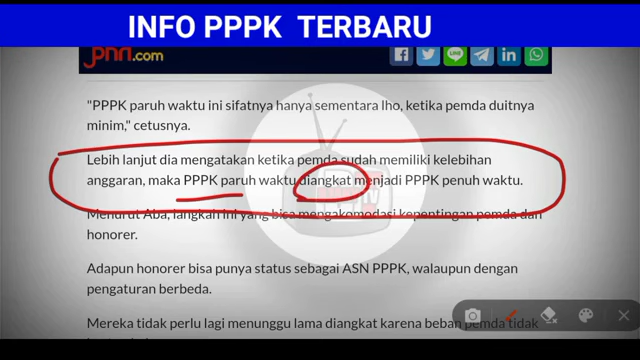 INFO PPPK TERBARU
jpnn.com
"PPPK paruh waktu ini sifatnya hanya sementara lho, ketika pemda duitnya
minim," cetusnya.
Lebih lanjut dia mengatakan ketika pemda sudah memiliki kelebihan
anggaran, maka PPPK paruh waktu diangkat menjadi PPPK penuh waktu.
Menurut Aba, langkah ini yang bisa mengakomodasi kepentingan pemda dan
honorer.
Adapun honorer bisa punya status sebagai ASN PPPK, walaupun dengan
pengaturan berbeda.
Mereka tidak perlu lagi menunggu lama diangkat karena beban pemda tidak